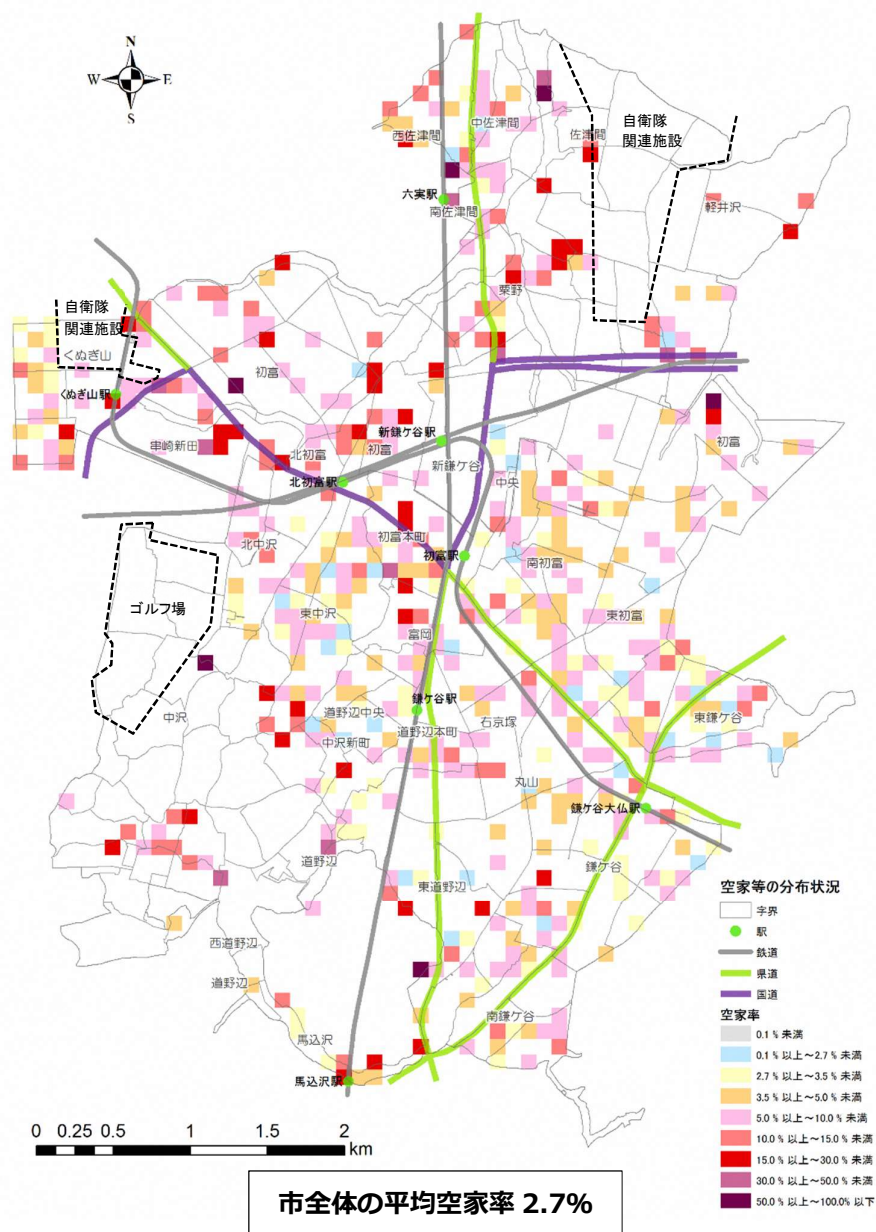 N
W E
S
中佐津間
西佐津間
佐津間
自衛隊
関連施設
六実駅
南佐津間
軽井沢
粟野
自衛隊
関連施設
くぬぎ山
くぬぎ山駅
初富
串崎新田
北初富
初富
新鎌ケ谷駅
新鎌ケ谷
初富
北初富駅
中央
北中沢
初富本町
初富駅
南初富
ゴルフ場
東中沢
富岡
東初富
中沢
道野辺中央
鎌ケ谷駅
道野辺本町
右京塚
東鎌ケ谷
中沢新町
丸山
鎌ケ谷大仏駅
道野辺
東道野辺
鎌ケ谷
西道野辺
道野辺
馬込沢
南鎌ケ谷
馬込沢駅
空家等の分布状況
字界
駅
鉄道
県道
国道
空家率
0.1 % 未満
0.1 % 以上～2.7 % 未満
2.7 % 以上～3.5 % 未満
3.5 % 以上～5.0 % 未満
5.0 % 以上～10.0 % 未満
10.0 % 以上～15.0 % 未満
15.0 % 以上～30.0 % 未満
30.0 % 以上～50.0 % 未満
50.0 % 以上～100.0% 以下
0 0.25 0.5 1 1.5 2
km
市全体の平均空家率 2.7%